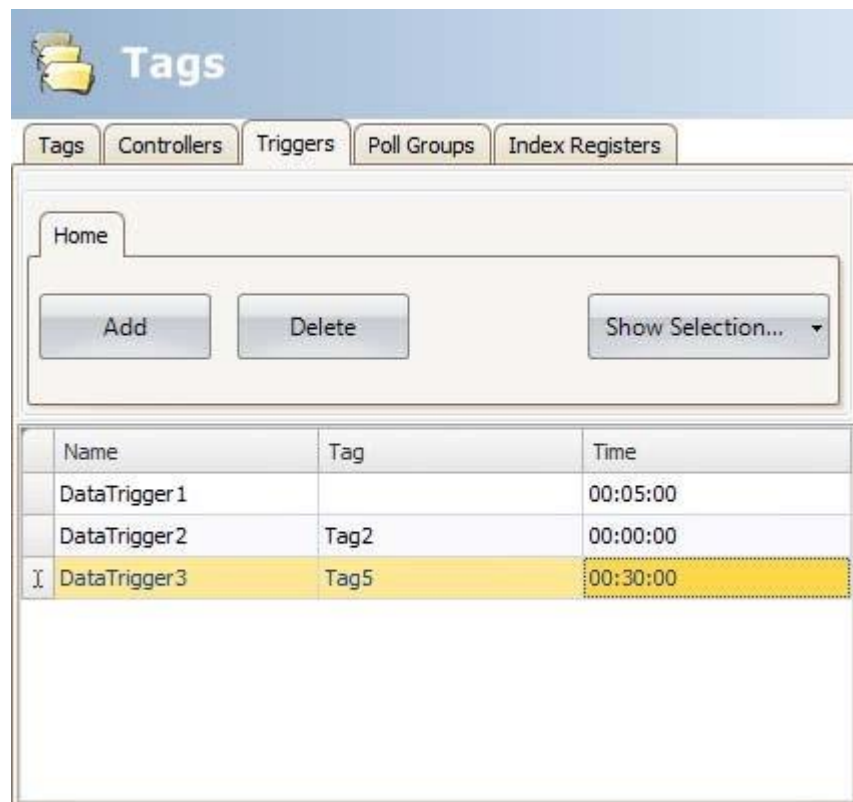 Tags
Tags Controllers Triggers Poll Groups Index Registers
Home
Add Delete Show Selection...
Name Tag Time
DataTrigger1 00:05:00
DataTrigger2 Tag2 00:00:00
DataTrigger3 Tag5 00:30:00